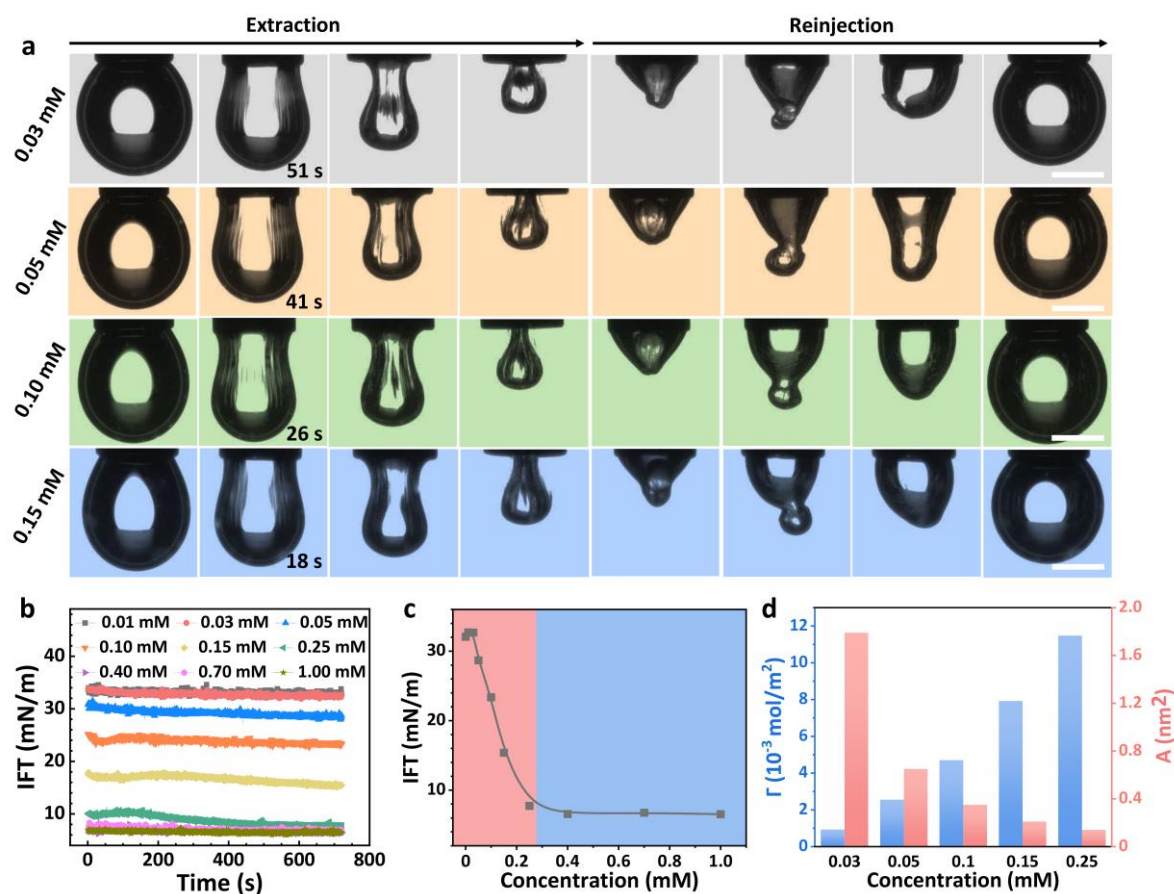 Extraction
Reinjection
a
0.03 mM
51 s
0.05 mM
41 s
0.10 mM
26 s
0.15 mM
18 s
b
0.01 mM 0.03 mM 0.05 mM
0.10 mM 0.15 mM 0.25 mM
0.40 mM 0.70 mM 1.00 mM
IFT (mN/m)
40
30
20
10
0 200 400 600 800
Time (s)
c
IFT (mN/m)
30
20
10
0 0.2 0.4 0.6 0.8 1.0
Concentration (mM)
d
Γ (10⁻³ mol/m²)
12
10
8
6
4
2
0
0.03 0.05 0.1 0.15 0.25
Concentration (mM)
2.0
1.6
1.2
0.8
0.4
0
A (nm²)